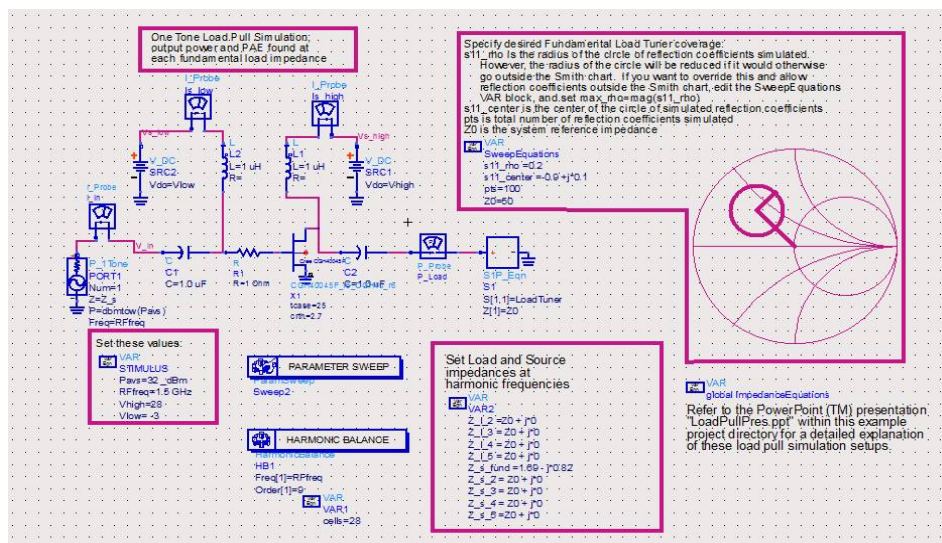 One Tone Load Pull Simulation;
output power and PAE found at
each fundamental load impedance
Specify desired Fundamental Load Tuner coverage:
s11_rho is the radius of the circle of reflection coefficients simulated.
However, the radius of the circle will be reduced if it would otherwise
go outside the Smith chart. If you want to override this and allow
reflection coefficients outside the Smith chart, edit the SweepEquations
VAR block, and set max_rho=mag(s11_rho)
s11_center is the center of the circle of simulated reflection coefficients
pts is total number of reflection coefficients simulated
Z0 is the system reference impedance
VAR
SweepEquations
s11_rho=0.2
s11_center=-0.9 +j*0.1
pts=100
Z0=50
I_Probe
Is_low
I_Probe
Is_high
Vs_low
Vs_high
V_DC
SRC2
Vdc=Vlow
L
L2
L=1 uH
R=
L
L1
L=1 uH
R=
V_DC
SRC1
Vdc=Vhigh
I_Probe
I_in
V_in
P_1Tone
PORT1
Num=1
Z=Z_s
P=dbmtow(Pavs)
Freq=RFfreq
C
C1
C=1.0 uF
R
R1
R=1 Ohm
X1
tcase=25
crth=2.7
C
C2
C=1.0 uF
P_Probe
P_Load
S1P_Eqn
S1
S[1,1]=LoadTuner
Z[1]=Z0
Set these values:
VAR
STIMULUS
Pavs=32 _dBm
RFfreq=1.5 GHz
Vhigh=28
Vlow= -3
PARAMETER SWEEP
ParamSweep
Sweep2
HARMONIC BALANCE
HarmonicBalance
HB1
Freq[1]=RFfreq
Order[1]=9
VAR
VAR1
cells=28
Set Load and Source
impedances at
harmonic frequencies
VAR
VAR2
Z_l_2 =Z0 + j*0
Z_l_3 = Z0 + j*0
Z_l_4 = Z0 + j*0
Z_l_5 = Z0 + j*0
Z_s_fund =1.69 - j*0.82
Z_s_2 = Z0 + j*0
Z_s_3 = Z0 + j*0
Z_s_4 = Z0 + j*0
Z_s_5 =Z0 + j*0
VAR
global ImpedanceEquations
Refer to the PowerPoint (TM) presentation
"LoadPullPres.ppt" within this example
project directory for a detailed explanation
of these load pull simulation setups.